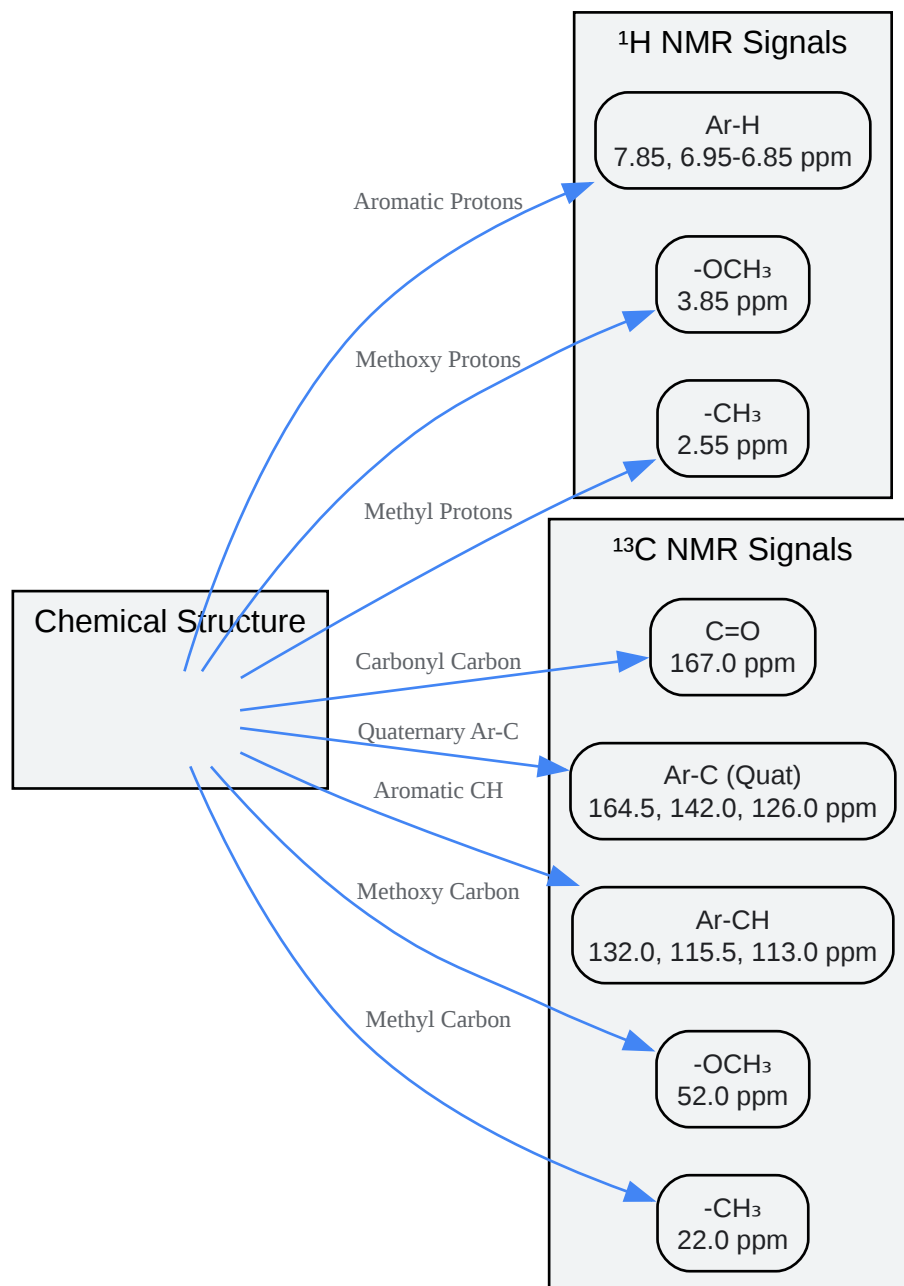 ¹H NMR Signals
Ar-H
7.85, 6.95-6.85 ppm
Aromatic Protons
-OCH₃
3.85 ppm
Methoxy Protons
-CH₃
2.55 ppm
Methyl Protons
¹³C NMR Signals
Chemical Structure
C=O
167.0 ppm
Carbonyl Carbon
Quaternary Ar-C
Ar-C (Quat)
164.5, 142.0, 126.0 ppm
Aromatic CH
Methoxy Carbon
Ar-CH
132.0, 115.5, 113.0 ppm
Methyl Carbon
-OCH₃
52.0 ppm
-CH₃
22.0 ppm